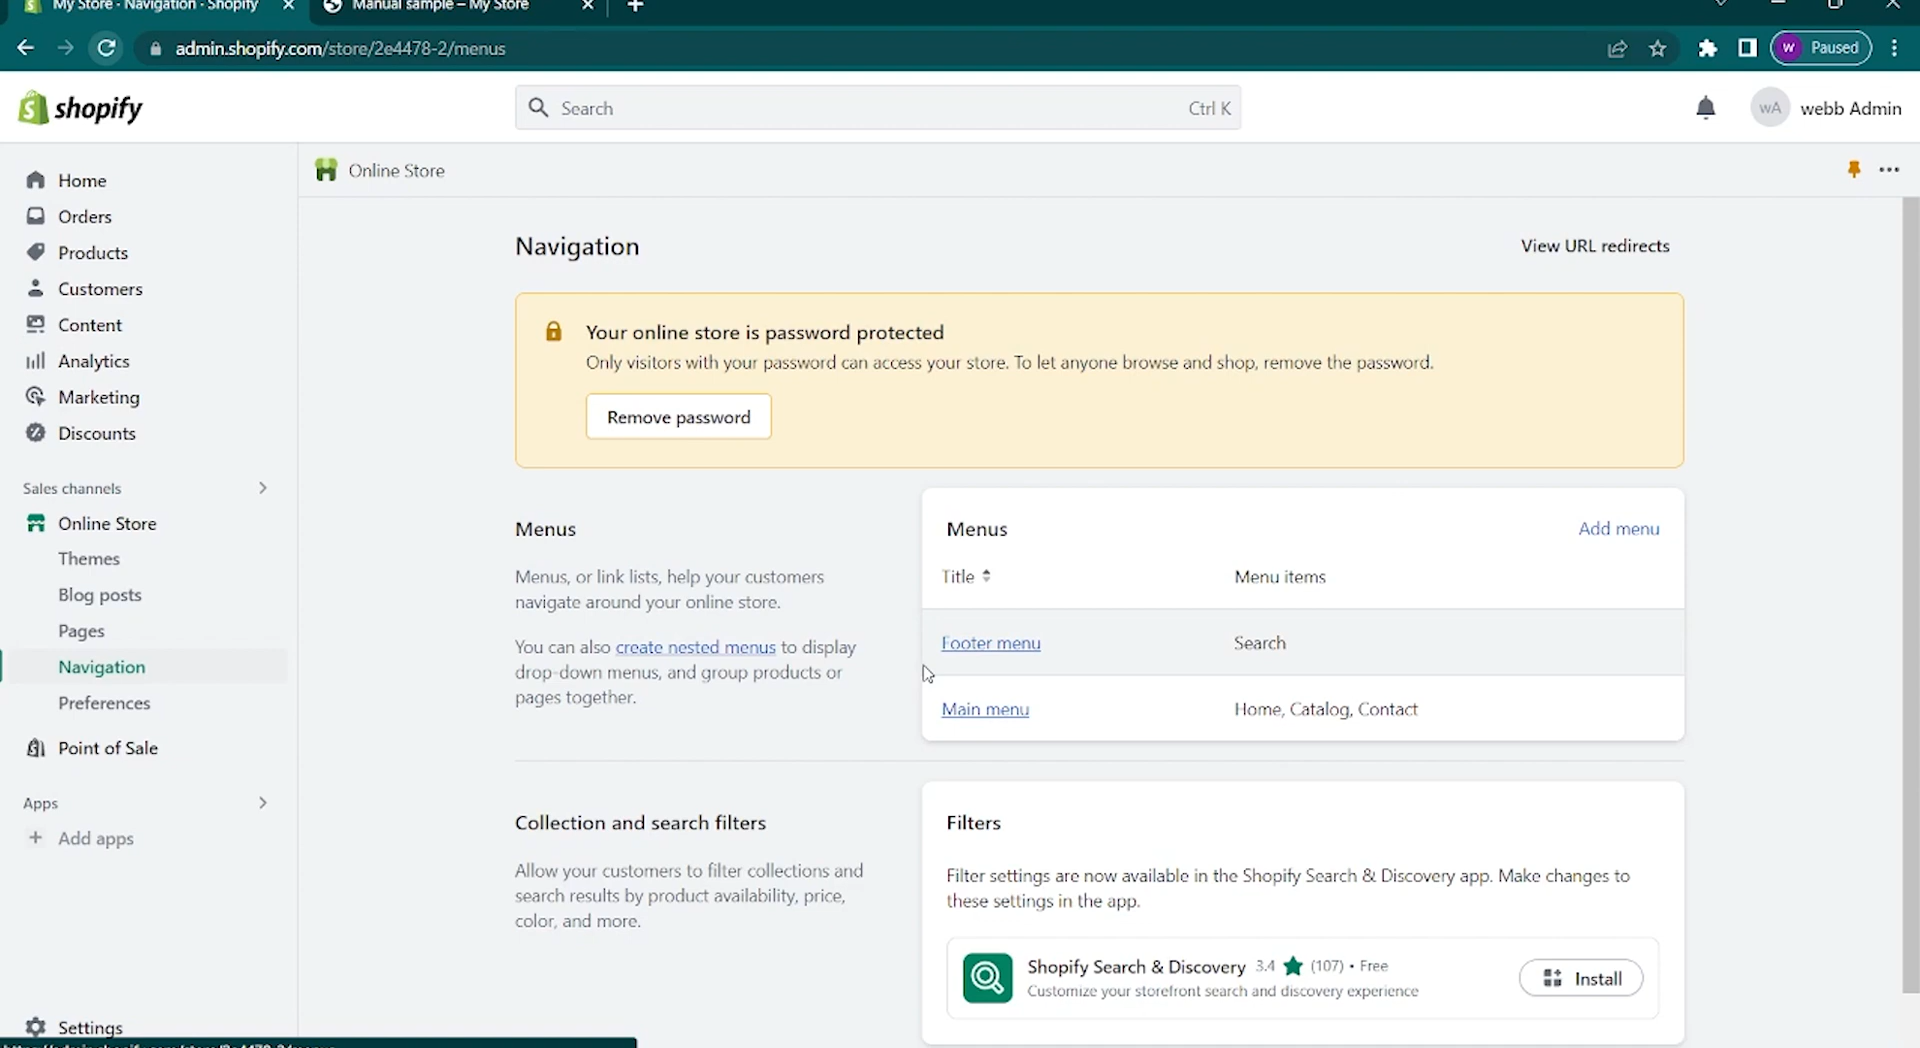 My Store · Navigation · Shopify
Manual sample – My Store
admin.shopify.com/store/2e4478-2/menus
W Paused
shopify
Search
Ctrl K
wA
webb Admin
Home
Orders
Products
Customers
Content
Analytics
Marketing
Discounts
Sales channels
Online Store
Themes
Blog posts
Pages
Navigation
Preferences
Point of Sale
Apps
Add apps
Settings
Online Store
Navigation
View URL redirects
Your online store is password protected
Only visitors with your password can access your store. To let anyone browse and shop, remove the password.
Remove password
Menus
Menus, or link lists, help your customers
navigate around your online store.
You can also create nested menus to display
drop-down menus, and group products or
pages together.
Menus
Add menu
Title
Menu items
Footer menu
Search
Main menu
Home, Catalog, Contact
Collection and search filters
Allow your customers to filter collections and
search results by product availability, price,
color, and more.
Filters
Filter settings are now available in the Shopify Search & Discovery app. Make changes to
these settings in the app.
Shopify Search & Discovery 3.4 ★ (107) • Free
Customize your storefront search and discovery experience
Install